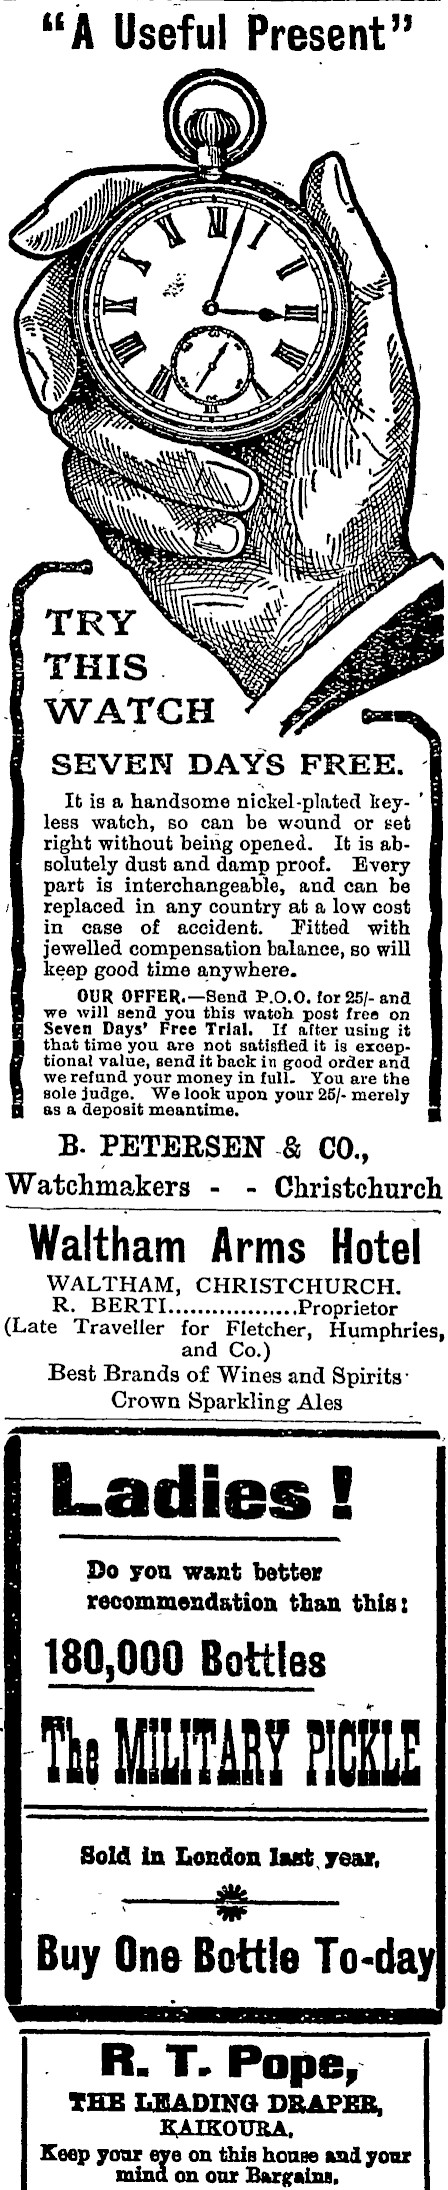 "A Useful Present"
XII
I
II
III
IIII
VIII
IX
X
XI
TRY
THIS
WATCH
SEVEN DAYS FREE.
It is a handsome nickel-plated key-
less watch, so can be wound or set
right without being opened. It is ab-
solutely dust and damp proof. Every
part is interchangeable, and can be
replaced in any country at a low cost
in case of accident. Fitted with
jewelled compensation balance, so will
keep good time anywhere.
OUR OFFER.—Send P.O.O. for 25/- and
we will send you this watch post free on
Seven Days' Free Trial. If after using it
that time you are not satisfied it is excep-
tional value, send it back in good order and
we refund your money in full. You are the
sole judge. We look upon your 25/- merely
as a deposit meantime.
B. PETERSEN & CO.,
Watchmakers - - Christchurch
Waltham Arms Hotel
WALTHAM, CHRISTCHURCH.
R. BERTI..................Proprietor
(Late Traveller for Fletcher, Humphries,
and Co.)
Best Brands of Wines and Spirits
Crown Sparkling Ales
Ladies!
Do you want better
recommendation than this:
180,000 Bottles
The MILITARY PICKLE
Sold in London last year.
Buy One Bottle To-day
R. T. Pope,
THE LEADING DRAPER,
KAIKOURA.
Keep your eye on this house and your
mind on our Bargains.